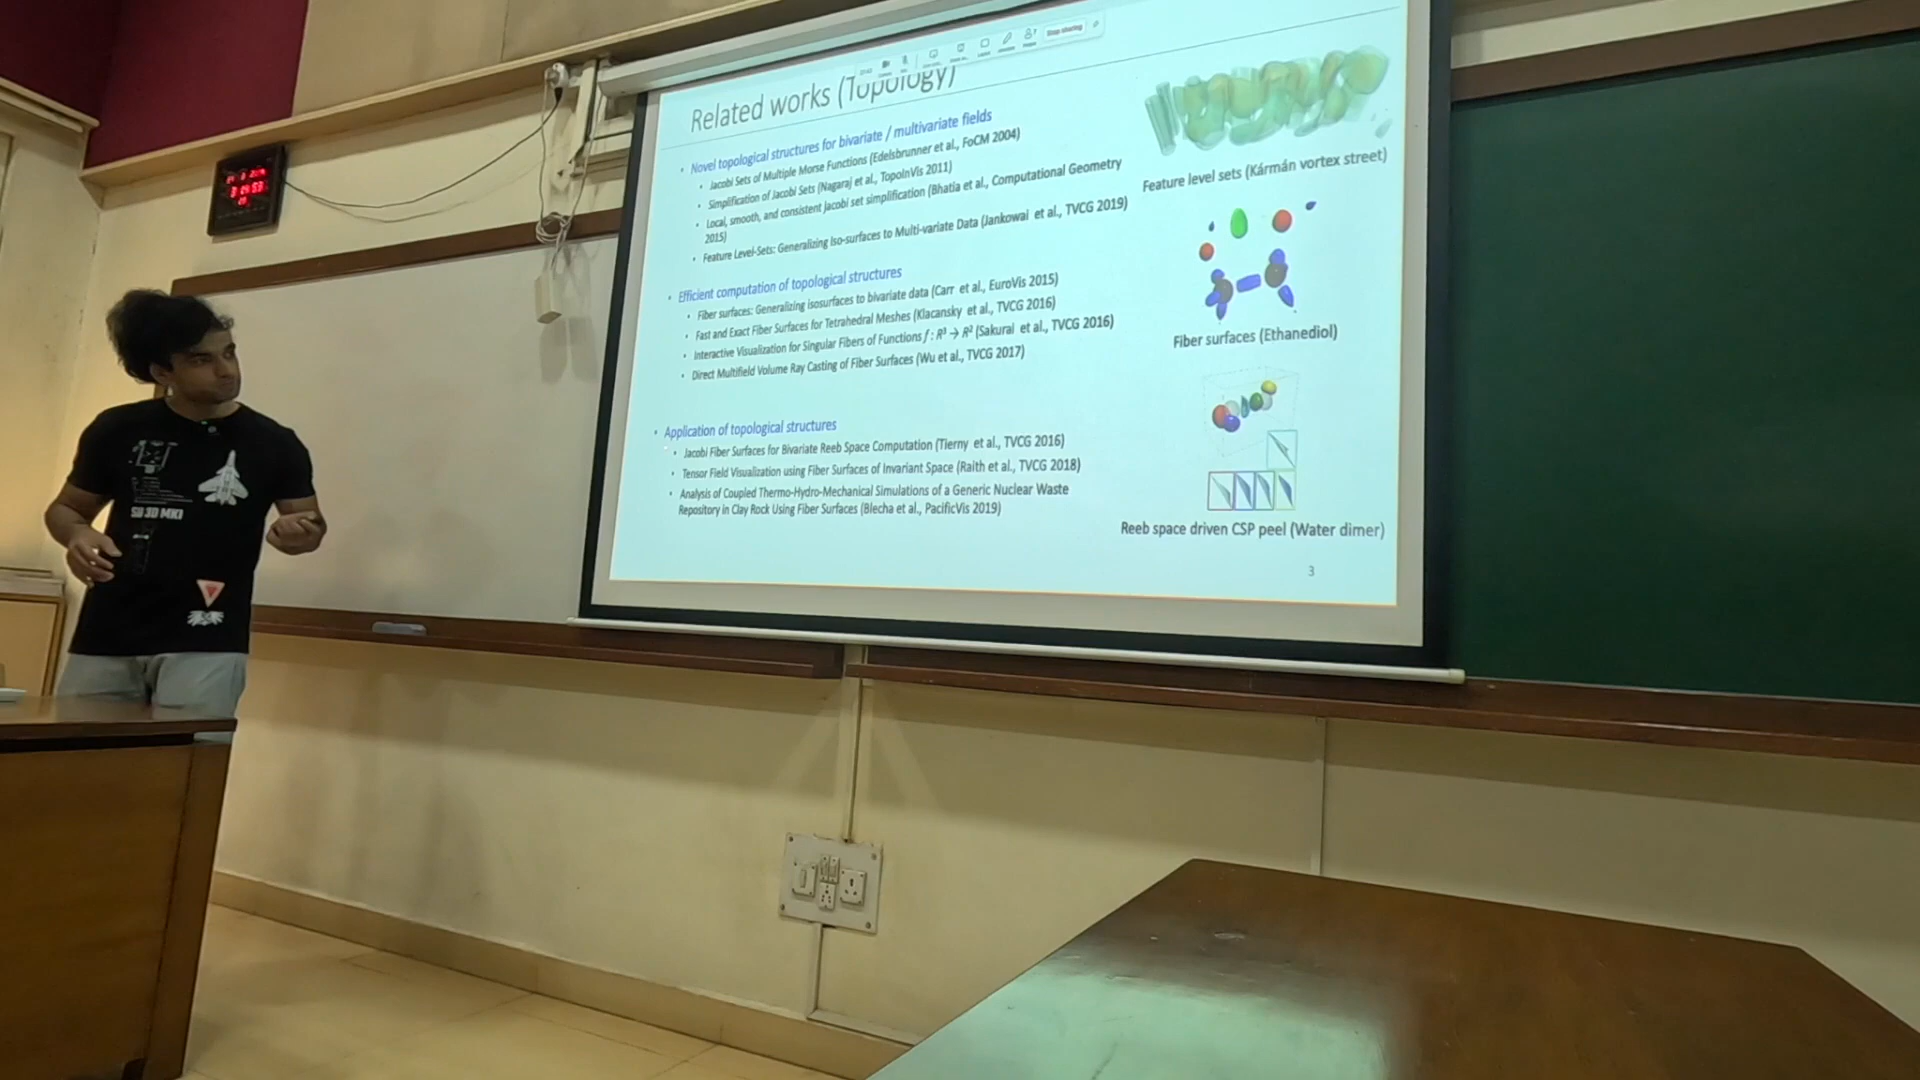 Stop sharing
Related works (Topology)
• Novel topological structures for bivariate / multivariate fields
• Jacobi Sets of Multiple Morse Functions (Edelsbrunner et al., FoCM 2004)
• Simplification of Jacobi Sets (Nagaraj et al., TopoInVis 2011)
• Local, smooth, and consistent Jacobi set simplification (Bhatia et al., Computational Geometry
2015)
• Feature Level-Sets: Generalizing Iso-surfaces to Multi-variate Data (Jankowai et al., TVCG 2019)
• Efficient computation of topological structures
• Fiber surfaces: Generalizing isosurfaces to bivariate data (Carr et al., EuroVis 2015)
• Fast and Exact Fiber Surfaces for Tetrahedral Meshes (Klacansky et al., TVCG 2016)
• Interactive Visualization for Singular Fibers of Functions f : R³ → R² (Sakurai et al., TVCG 2016)
• Direct Multifield Volume Ray Casting of Fiber Surfaces (Wu et al., TVCG 2017)
• Application of topological structures
• Jacobi Fiber Surfaces for Bivariate Reeb Space Computation (Tierny et al., TVCG 2016)
• Tensor Field Visualization using Fiber Surfaces of Invariant Space (Raith et al., TVCG 2018)
• Analysis of Coupled Thermo-Hydro-Mechanical Simulations of a Generic Nuclear Waste
Repository in Clay Rock Using Fiber Surfaces (Blecha et al., PacificVis 2019)
Feature level sets (Kármán vortex street)
Fiber surfaces (Ethanediol)
Reeb space driven CSP peel (Water dimer)
3
MKI